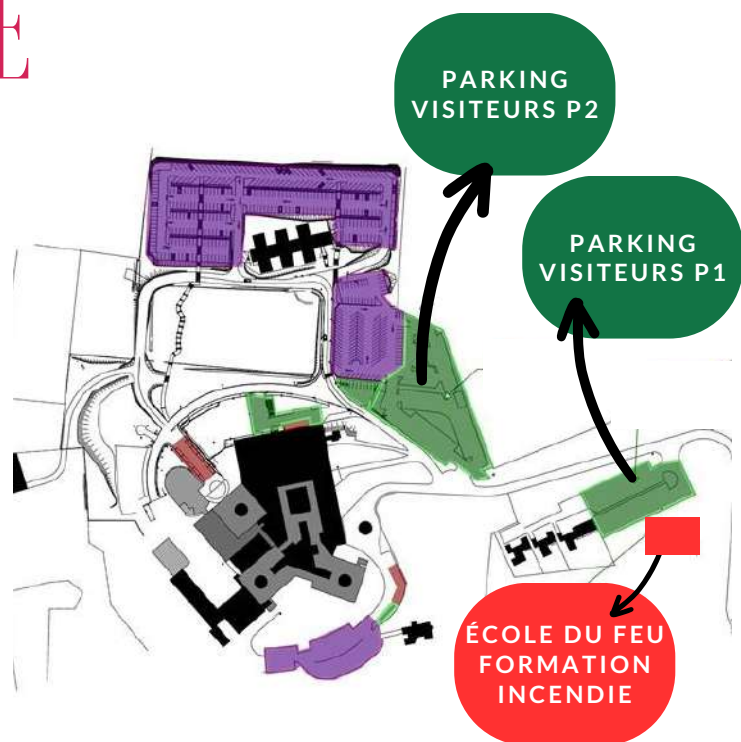 E
PARKING
VISITEURS P2
PARKING
VISITEURS P1
ÉCOLE DU FEU
FORMATION
INCENDIE